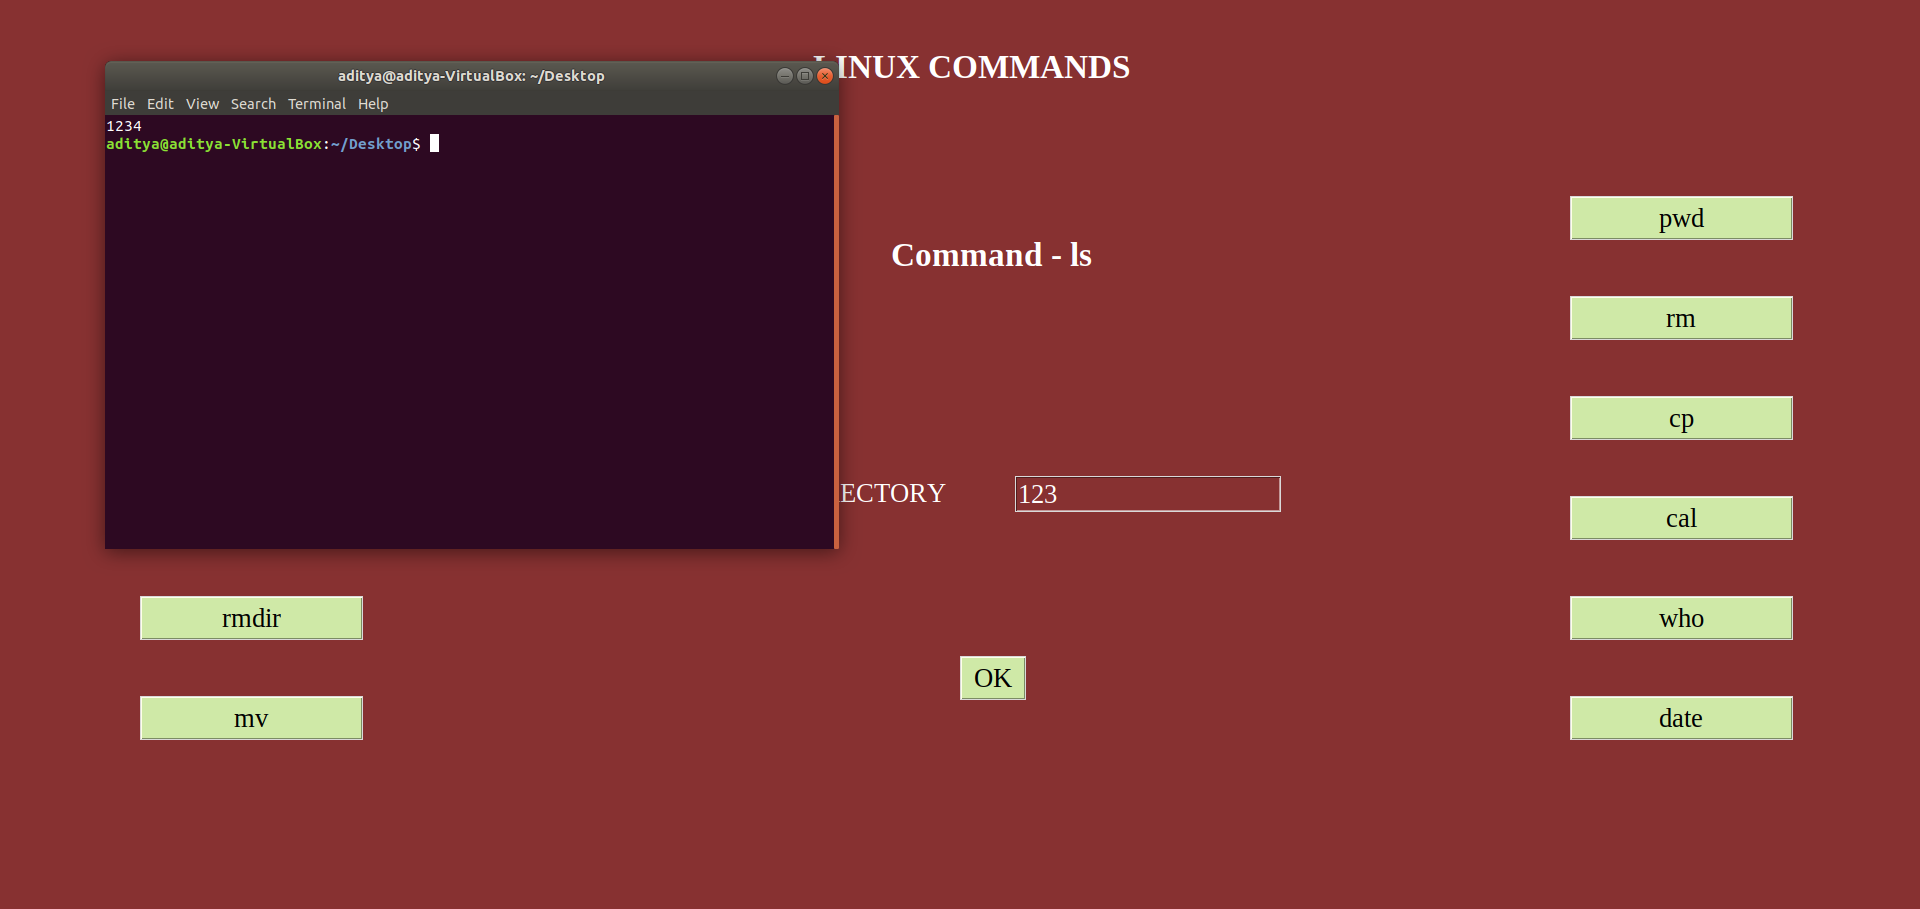 LINUX COMMANDS
aditya@aditya-VirtualBox: ~/Desktop
File Edit View Search Terminal Help
1234
aditya@aditya-VirtualBox:~/Desktop$
Command - ls
ECTORY
123
OK
rmdir
mv
pwd
rm
cp
cal
who
date